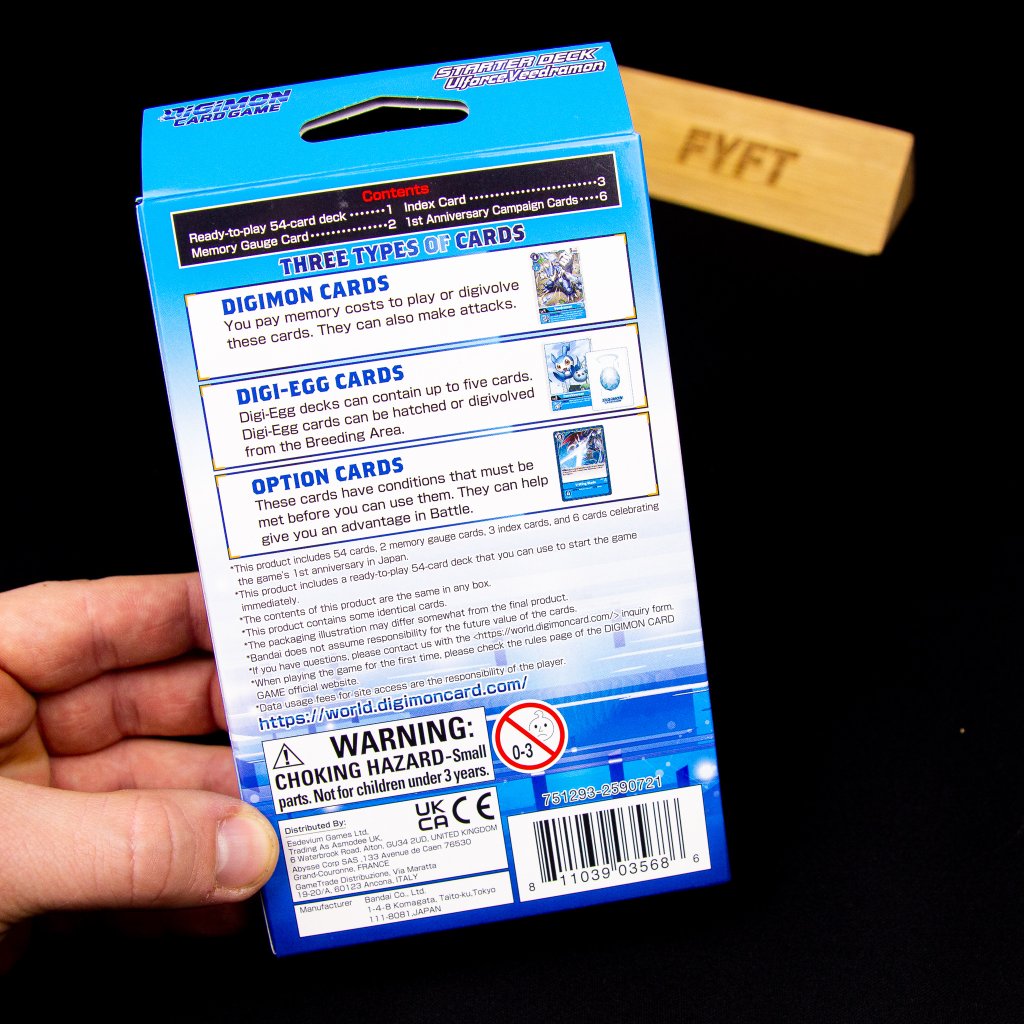 DIGIMON
CARD GAME
STARTER DECK
UlforceVeedramon
FYFT
Contents
Ready-to-play 54-card deck ·······1
Index Card ·························3
Memory Gauge Card ··············2
1st Anniversary Campaign Cards ····6
THREE TYPES OF CARDS
DIGIMON CARDS
You pay memory costs to play or digivolve
these cards. They can also make attacks.
DIGI-EGG CARDS
Digi-Egg decks can contain up to five cards.
Digi-Egg cards can be hatched or digivolved
from the Breeding Area.
OPTION CARDS
These cards have conditions that must be
met before you can use them. They can help
give you an advantage in Battle.
*This product includes 54 cards, 2 memory gauge cards, 3 index cards, and 6 cards celebrating
the game's 1st anniversary in Japan.
*This product includes a ready-to-play 54-card deck that you can use to start the game
immediately.
*The contents of this product are the same in any box.
*This product contains some identical cards.
*The packaging illustration may differ somewhat from the final product.
*Bandai does not assume responsibility for the future value of the cards.
*If you have questions, please contact us with the <https://world.digimoncard.com/> inquiry form.
*When playing the game for the first time, please check the rules page of the DIGIMON CARD
GAME official website.
*Data usage fees for site access are the responsibility of the player.
https://world.digimoncard.com/
WARNING:
CHOKING HAZARD-Small
parts. Not for children under 3 years.
0-3
Distributed By:
Esdevium Games Ltd,
Trading As Asmodee UK,
6 Waterbrook Road, Alton, GU34 2UD, UNITED KINGDOM
Abysse Corp SAS ,133 Avenue de Caen 76530
Grand-Couronne, FRANCE
GameTrade Distribuzione, Via Maratta
19-20/A, 60123 Ancona, ITALY
UK
CA
CE
Manufacturer
Bandai Co., Ltd.
1-4-8 Komagata, Taito-ku,Tokyo
111-8081,JAPAN
751293-2590721
8 11039 03568 6